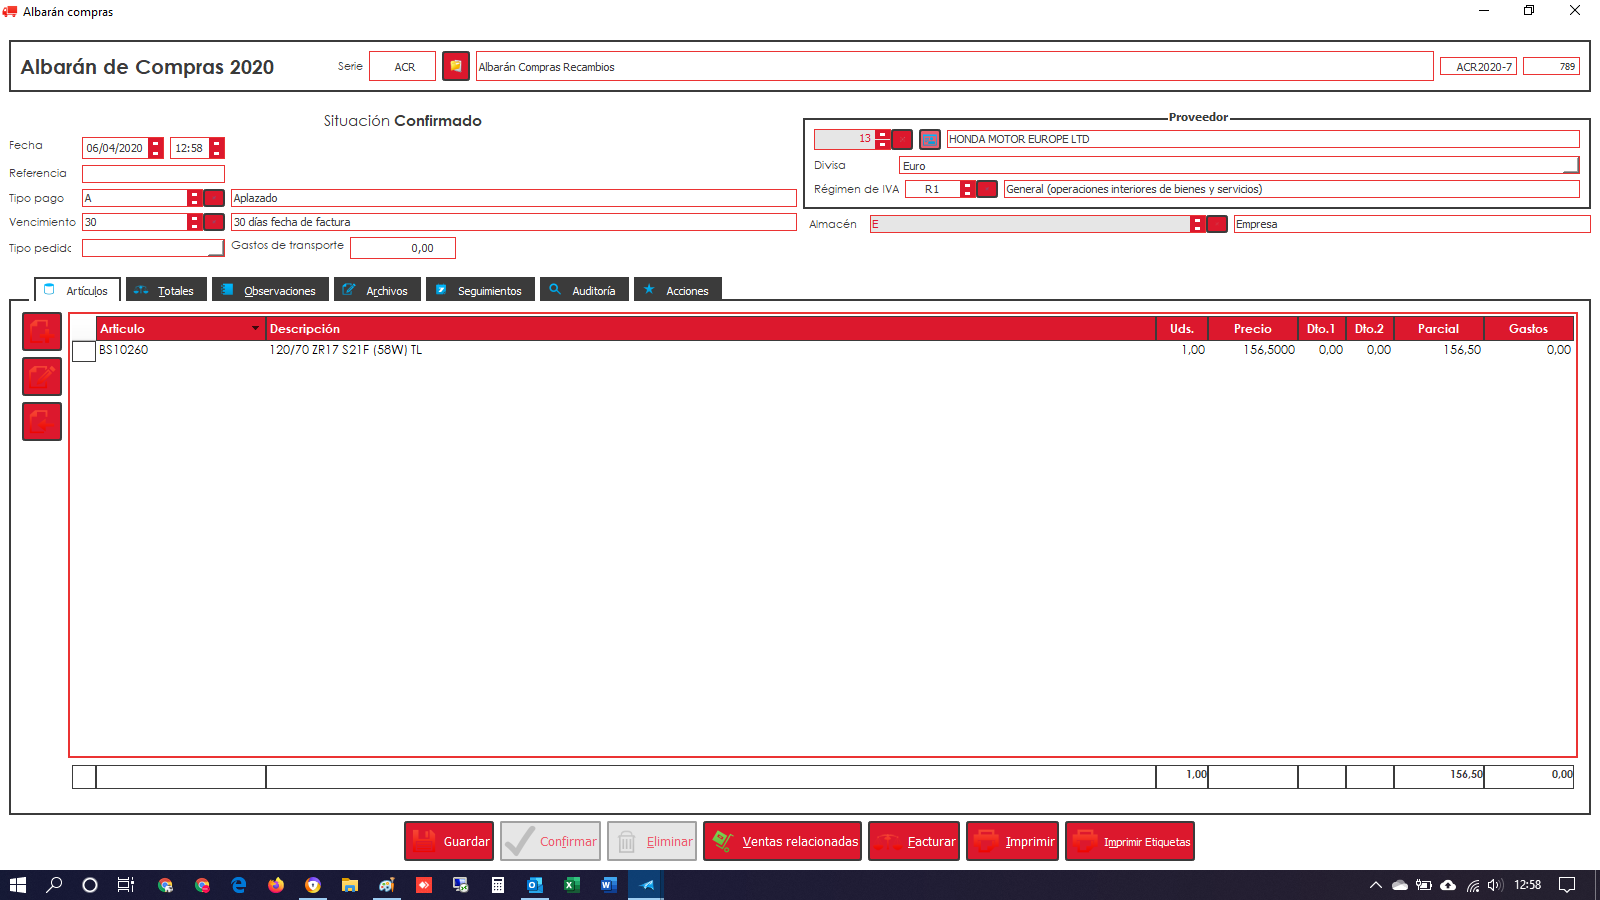 Albarán compras
Albarán de Compras 2020
Serie ACR Albarán Compras Recambios ACR2020-7 789
Situación Confirmado
Proveedor
Fecha 06/04/2020 12:58
13 HONDA MOTOR EUROPE LTD
Referencia
Divisa Euro
Tipo pago A Aplazado
Régimen de IVA R1 General (operaciones interiores de bienes y servicios)
Vencimiento 30 30 días fecha de factura
Almacén E Empresa
Tipo pedido Gastos de transporte 0,00
Artículos Totales Observaciones Archivos Seguimientos Auditoría Acciones
Articulo Descripción Uds. Precio Dto.1 Dto.2 Parcial Gastos
BS10260 120/70 ZR17 S21F (58W) TL 1,00 156,5000 0,00 0,00 156,50 0,00
1,00 156,50 0,00
Guardar Confirmar Eliminar Ventas relacionadas Facturar Imprimir Imprimir Etiquetas
12:58